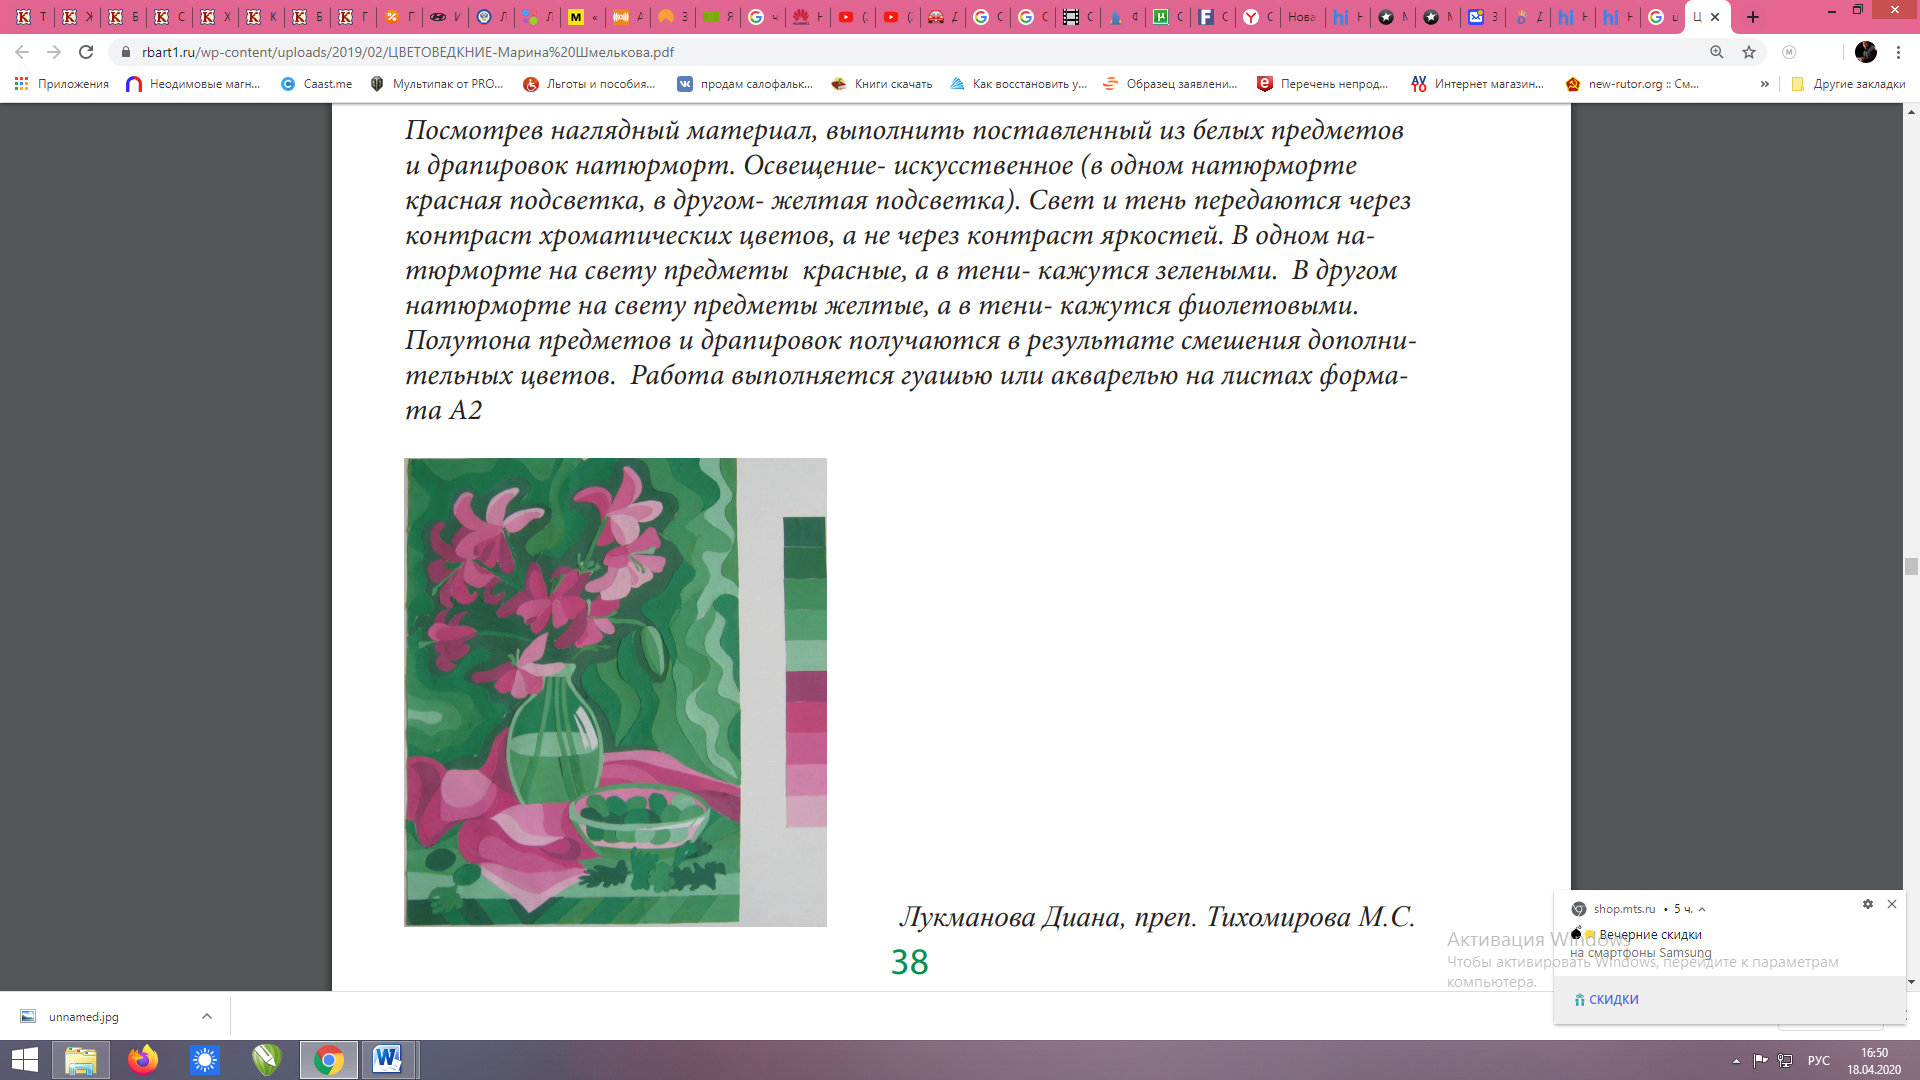 Т
Ж
Б
С
Х
К
Б
Г
Г
И
Л
Л
«
А
З
Я
ч
Н
(
(
Д
С
С
С
Ф
С
С
С
Нова
Н
М
М
З
Д
Н
Н
ц
Ц
rbart1.ru/wp-content/uploads/2019/02/ЦВЕТОВЕДКНИЕ-Марина%20Шмелькова.pdf
Приложения
Неодимовые магн...
Caast.me
Мультипак от PRO...
Льготы и пособия...
продам салофальк...
Книги скачать
Как восстановить у...
Образец заявлени...
Перечень непрод...
Интернет магазин...
new-rutor.org :: См...
»
Другие закладки
Посмотрев наглядный материал, выполнить поставленный из белых предметов
и драпировок натюрморт. Освещение- искусственное (в одном натюрморте
красная подсветка, в другом- желтая подсветка). Свет и тень передаются через
контраст хроматических цветов, а не через контраст яркостей. В одном на-
тюрморте на свету предметы красные, а в тени- кажутся зелеными. В другом
натюрморте на свету предметы желтые, а в тени- кажутся фиолетовыми.
Полутона предметов и драпировок получаются в результате смешения дополни-
тельных цветов. Работа выполняется гуашью или акварелью на листах форма-
та А2
Лукманова Диана, преп. Тихомирова М.С.
38
shop.mts.ru • 5 ч.
Вечерние скидки
на смартфоны Samsung
СКИДКИ
Активация Windows
Чтобы активировать Windows, перейдите к параметрам
компьютера.
unnamed.jpg
РУС
16:50
18.04.2020